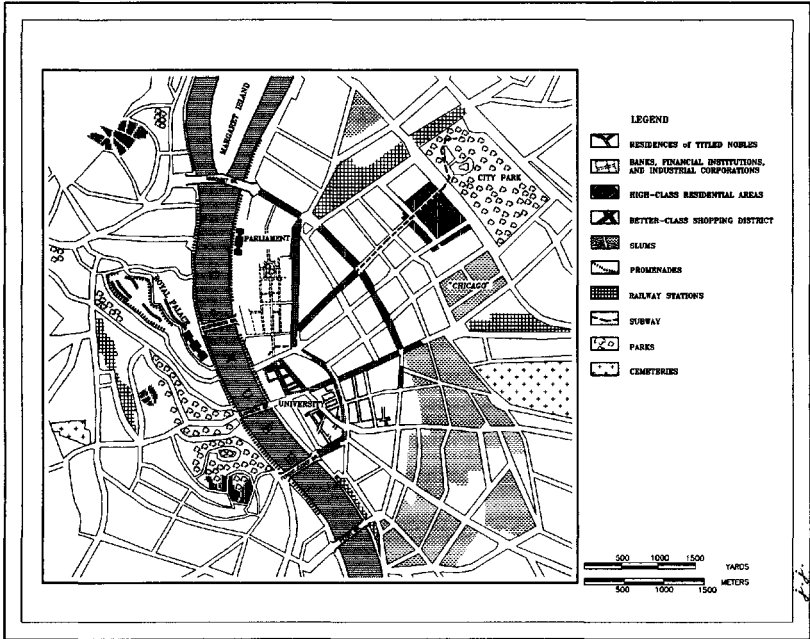 MARGARET ISLAND
CITY PARK
PARLIAMENT
"CHICAGO"
ROYAL PALACE
UNIVERSITY
LEGEND
RESIDENCES of TITLED NOBLES
BANKS, FINANCIAL INSTITUTIONS,
AND INDUSTRIAL CORPORATIONS
HIGH-CLASS RESIDENTIAL AREAS
BETTER-CLASS SHOPPING DISTRICT
SLUMS
PROMENADES
RAILWAY STATIONS
SUBWAY
PARKS
CEMETERIES
500 1000 1500 YARDS
500 1000 1500 METERS